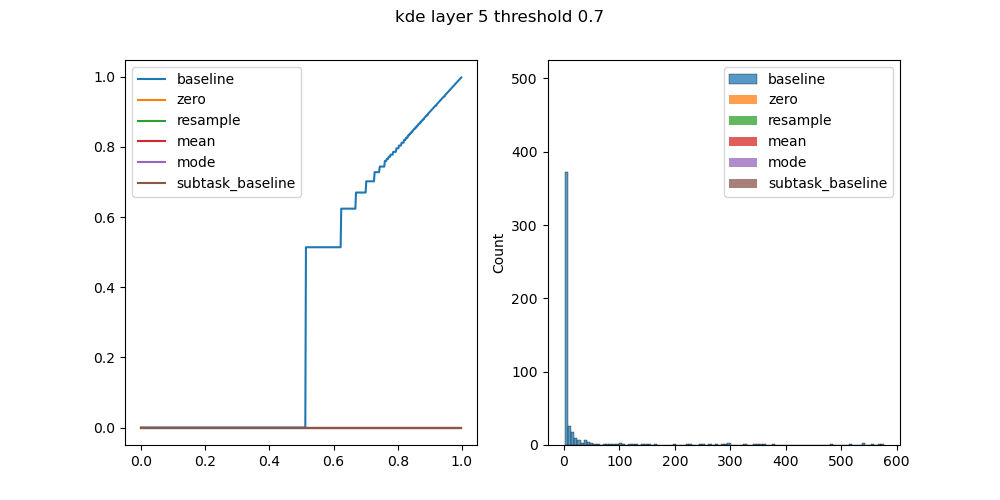 kde layer 5 threshold 0.7
1.0
0.8
0.6
0.4
0.2
0.0
0.0 0.2 0.4 0.6 0.8 1.0
baseline
zero
resample
mean
mode
subtask_baseline
Count
500
400
300
200
100
0
0 100 200 300 400 500 600
baseline
zero
resample
mean
mode
subtask_baseline